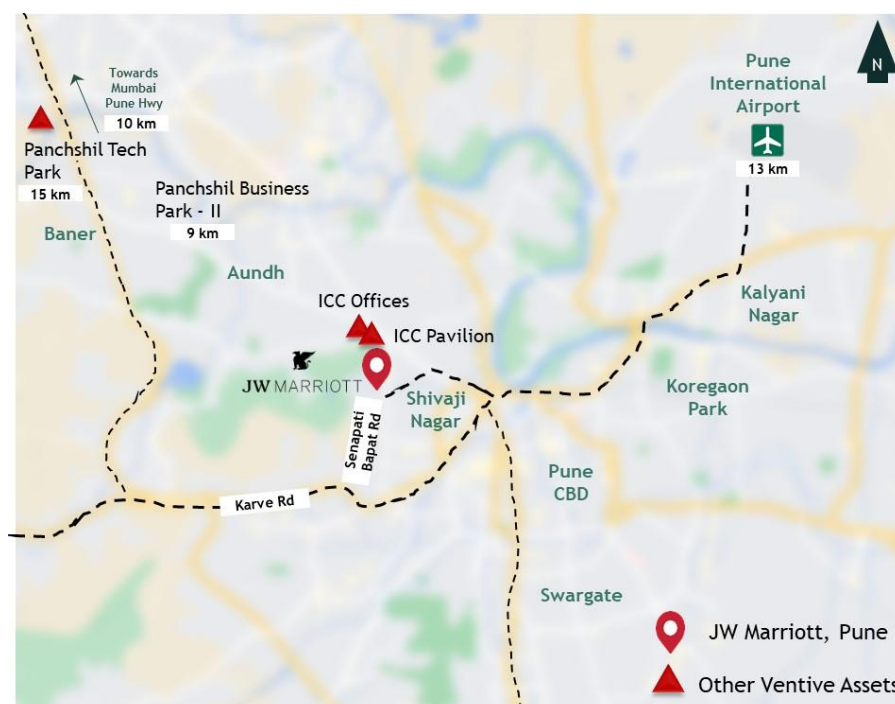 N
Towards
Mumbai
Pune Hwy
10 km
Panchshil Tech
Park
15 km
Baner
Panchshil Business
Park - II
9 km
Aundh
Pune
International
Airport
13 km
Kalyani
Nagar
ICC Offices
ICC Pavilion
JW MARRIOTT
Shivaji
Nagar
Koregaon
Park
Senapati
Bapat Rd
Karve Rd
Pune
CBD
Swargate
JW Marriott, Pune
Other Ventive Assets